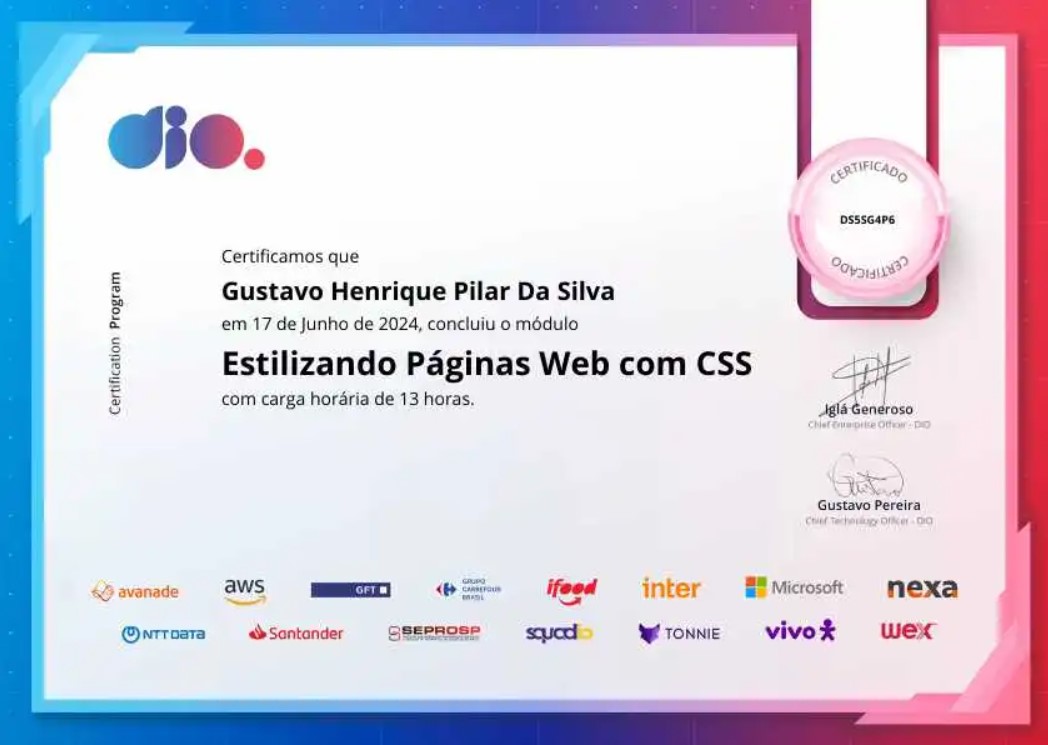 dio.
CERTIFICADO
DS5SG4P6
CERTIFICADO
Certification Program
Certificamos que
Gustavo Henrique Pilar Da Silva
em 17 de Junho de 2024, concluiu o módulo
Estilizando Páginas Web com CSS
com carga horária de 13 horas.
Iglá Generoso
Chief Enterprise Officer - DIO
Gustavo Pereira
Chief Technology Officer - DIO
avanade
aws
GFT
GRUPO
CARREFOUR
BRASIL
ifood
inter
Microsoft
nexa
NTT DATA
Santander
SEPROSP
squadio
TONNIE
vivo
wex